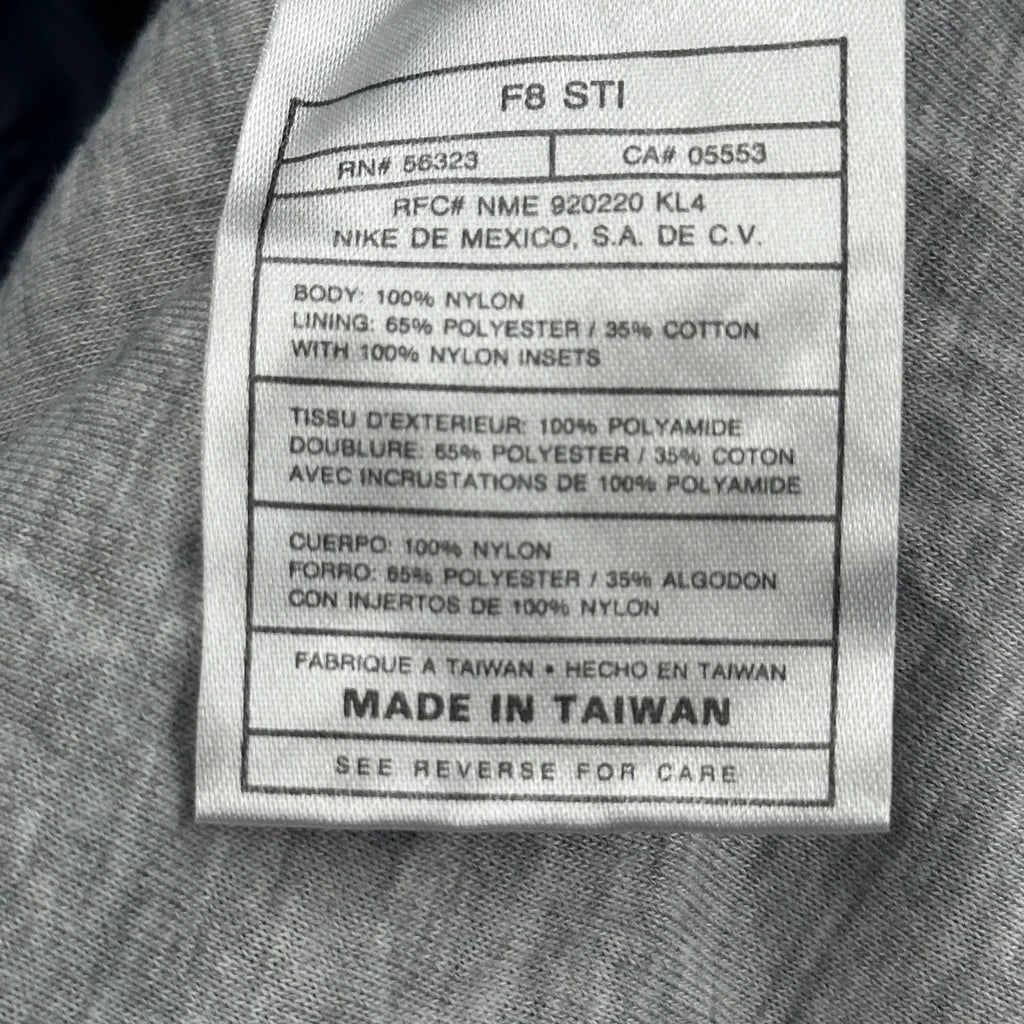 F8 STI
RN# 56323
CA# 05553
RFC# NME 920220 KL4
NIKE DE MEXICO, S.A. DE C.V.
BODY: 100% NYLON
LINING: 65% POLYESTER / 35% COTTON
WITH 100% NYLON INSETS
TISSU D'EXTERIEUR: 100% POLYAMIDE
DOUBLURE: 65% POLYESTER / 35% COTON
AVEC INCRUSTATIONS DE 100% POLYAMIDE
CUERPO: 100% NYLON
FORRO: 65% POLYESTER / 35% ALGODON
CON INJERTOS DE 100% NYLON
FABRIQUE A TAIWAN • HECHO EN TAIWAN
MADE IN TAIWAN
SEE REVERSE FOR CARE